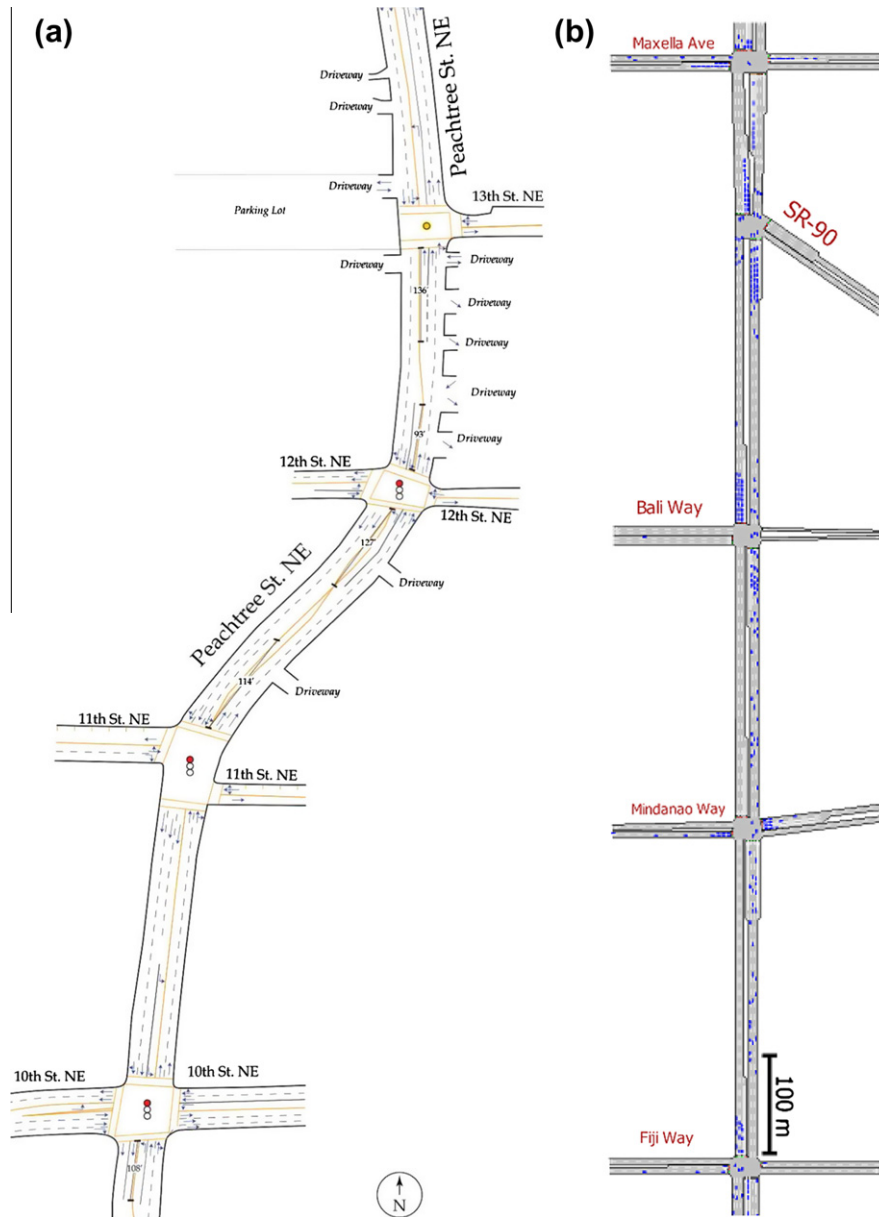 (a)
Peachtree St. NE
Driveway
Driveway
Driveway
Parking Lot
13th St. NE
Driveway
Driveway
136'
Driveway
Driveway
Driveway
93'
Driveway
12th St. NE
12th St. NE
127'
Peachtree St. NE
Driveway
114'
Driveway
11th St. NE
11th St. NE
10th St. NE
10th St. NE
108'
N
(b)
Maxella Ave
SR-90
Bali Way
Mindanao Way
100 m
Fiji Way